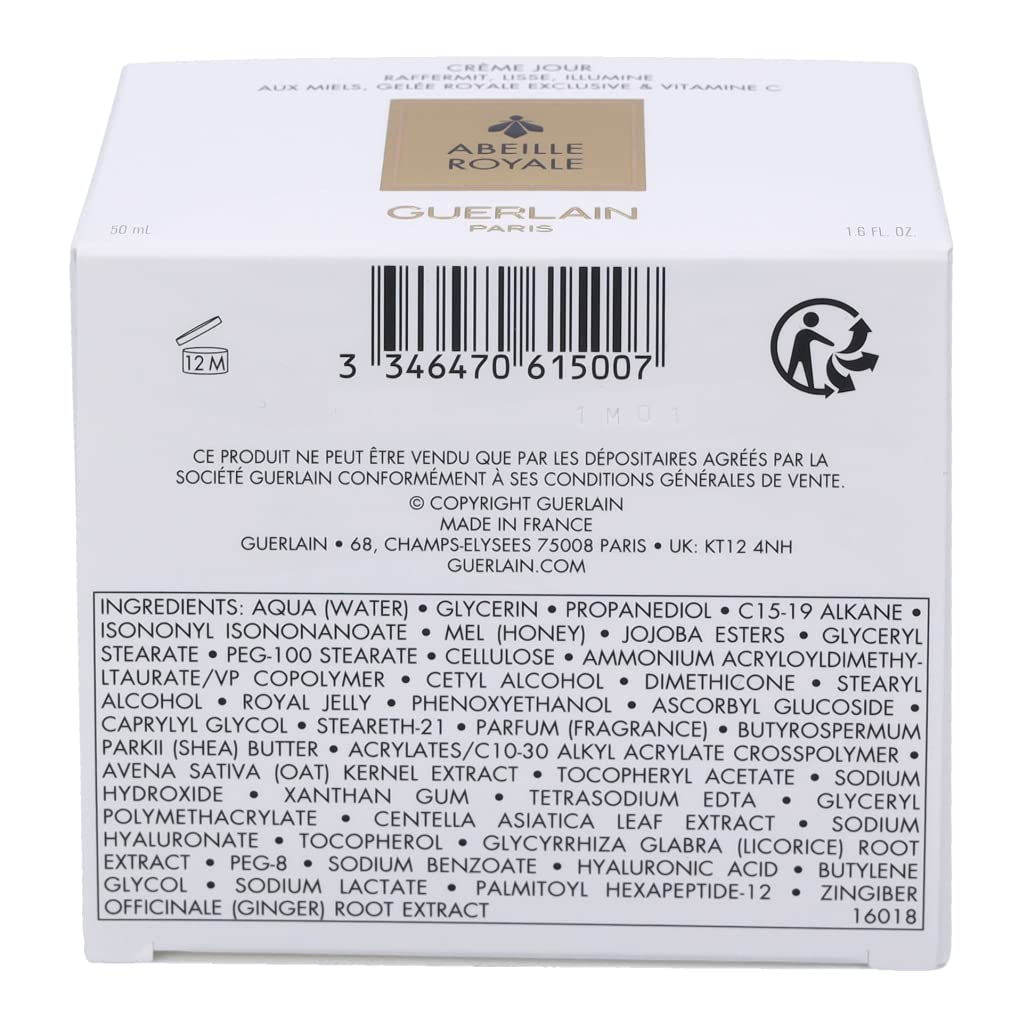 CRÈME JOUR
RAFFERMIT, LISSE, ILLUMINE
AUX MIELS, GELÉE ROYALE EXCLUSIVE & VITAMINE C
ABEILLE
ROYALE
GUERLAIN
PARIS
50 mL 1.6 FL. OZ.
12 M
3 346470 615007
1M01
CE PRODUIT NE PEUT ÊTRE VENDU QUE PAR LES DÉPOSITAIRES AGRÉÉS PAR LA
SOCIÉTÉ GUERLAIN CONFORMÉMENT À SES CONDITIONS GÉNÉRALES DE VENTE.
© COPYRIGHT GUERLAIN
MADE IN FRANCE
GUERLAIN • 68, CHAMPS-ELYSEES 75008 PARIS • UK: KT12 4NH
GUERLAIN.COM
INGREDIENTS: AQUA (WATER) • GLYCERIN • PROPANEDIOL • C15-19 ALKANE •
ISONONYL ISONONANOATE • MEL (HONEY) • JOJOBA ESTERS • GLYCERYL
STEARATE • PEG-100 STEARATE • CELLULOSE • AMMONIUM ACRYLOYLDIMETHY-
LTAURATE/VP COPOLYMER • CETYL ALCOHOL • DIMETHICONE • STEARYL
ALCOHOL • ROYAL JELLY • PHENOXYETHANOL • ASCORBYL GLUCOSIDE •
CAPRYLYL GLYCOL • STEARETH-21 • PARFUM (FRAGRANCE) • BUTYROSPERMUM
PARKII (SHEA) BUTTER • ACRYLATES/C10-30 ALKYL ACRYLATE CROSSPOLYMER •
AVENA SATIVA (OAT) KERNEL EXTRACT • TOCOPHERYL ACETATE • SODIUM
HYDROXIDE • XANTHAN GUM • TETRASODIUM EDTA • GLYCERYL
POLYMETHACRYLATE • CENTELLA ASIATICA LEAF EXTRACT • SODIUM
HYALURONATE • TOCOPHEROL • GLYCYRRHIZA GLABRA (LICORICE) ROOT
EXTRACT • PEG-8 • SODIUM BENZOATE • HYALURONIC ACID • BUTYLENE
GLYCOL • SODIUM LACTATE • PALMITOYL HEXAPEPTIDE-12 • ZINGIBER
OFFICINALE (GINGER) ROOT EXTRACT 16018